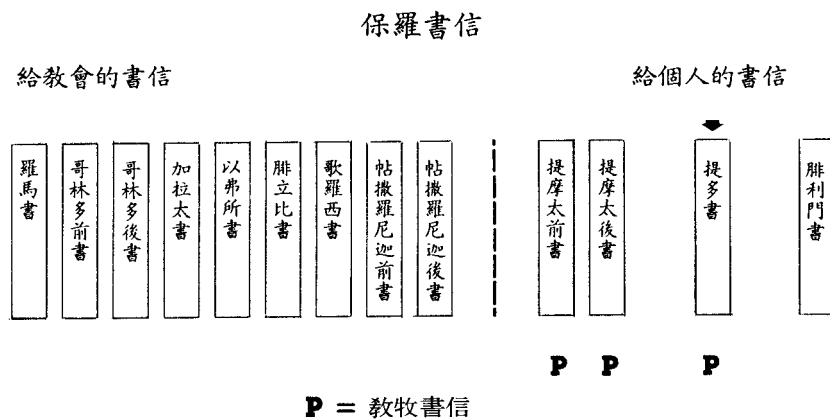 保羅書信
給教會的書信
給個人的書信
羅馬書
哥林多前書
哥林多後書
加拉太書
以弗所書
腓立比書
歌羅西書
帖撒羅尼迦前書
帖撒羅尼迦後書
提摩太前書
提摩太後書
提多書
腓利門書
P P P
P = 教牧書信